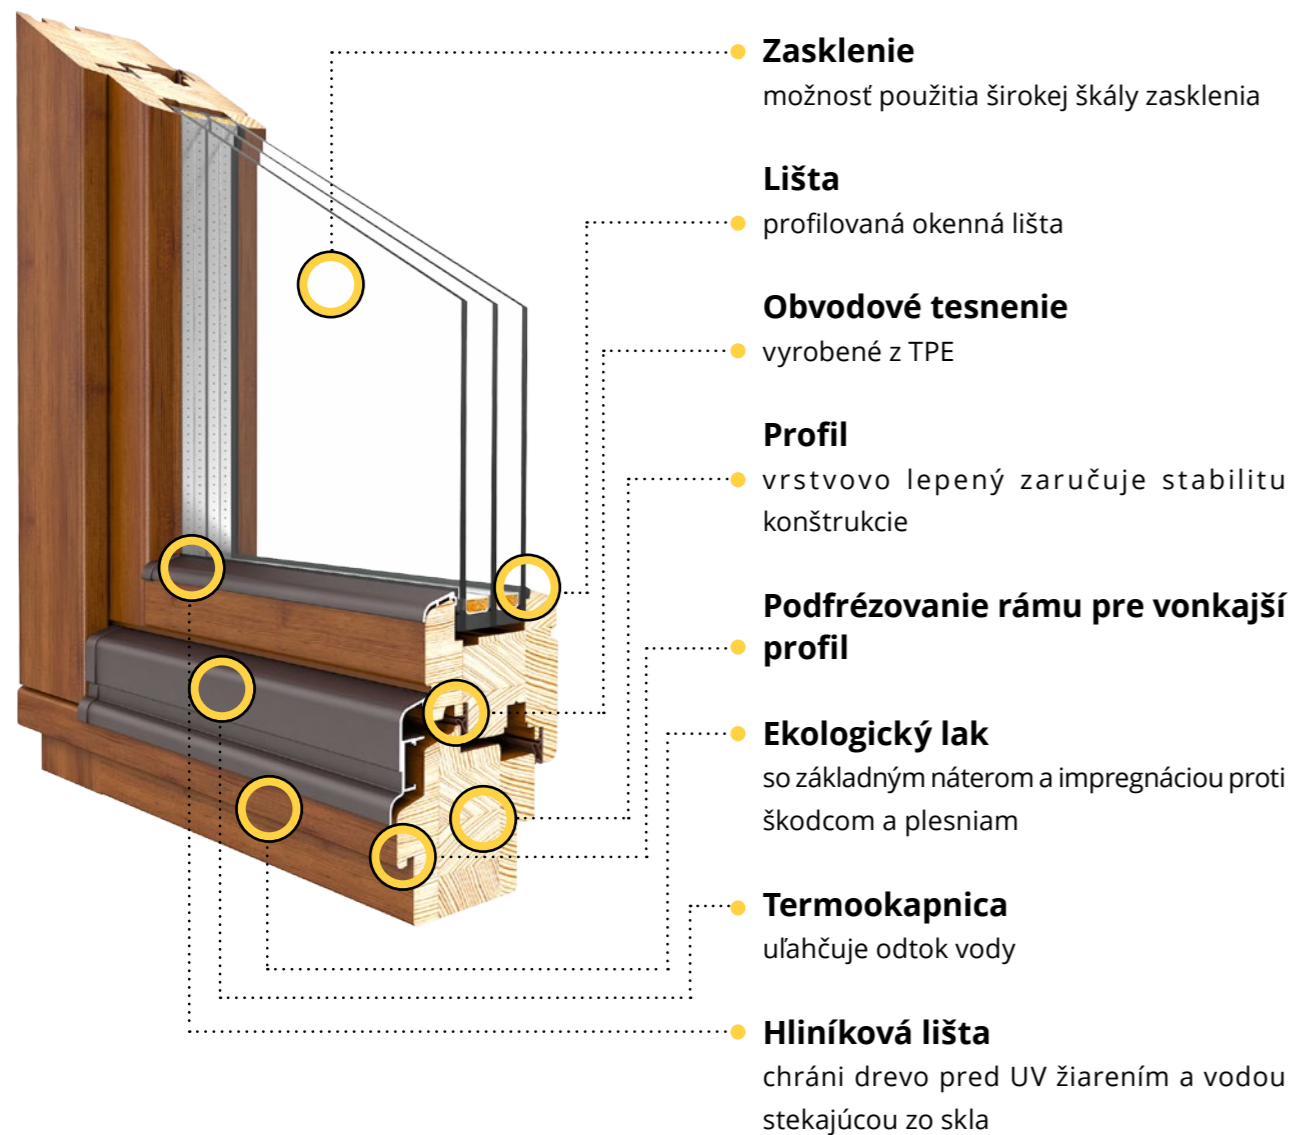 Zasklenie
možnosť použitia širokej škály zasklenia
Lišta
profilovaná okenná lišta
Obvodové tesnenie
vyrobené z TPE
Profil
vrstvovo lepený zaručuje stabilitu
konštrukcie
Podfrézovanie rámu pre vonkajší
profil
Ekologický lak
so základným náterom a impregnáciou proti
škodcom a plesniam
Termookapnica
uľahčuje odtok vody
Hliníková lišta
chráni drevo pred UV žiarením a vodou
stekajúcou zo skla